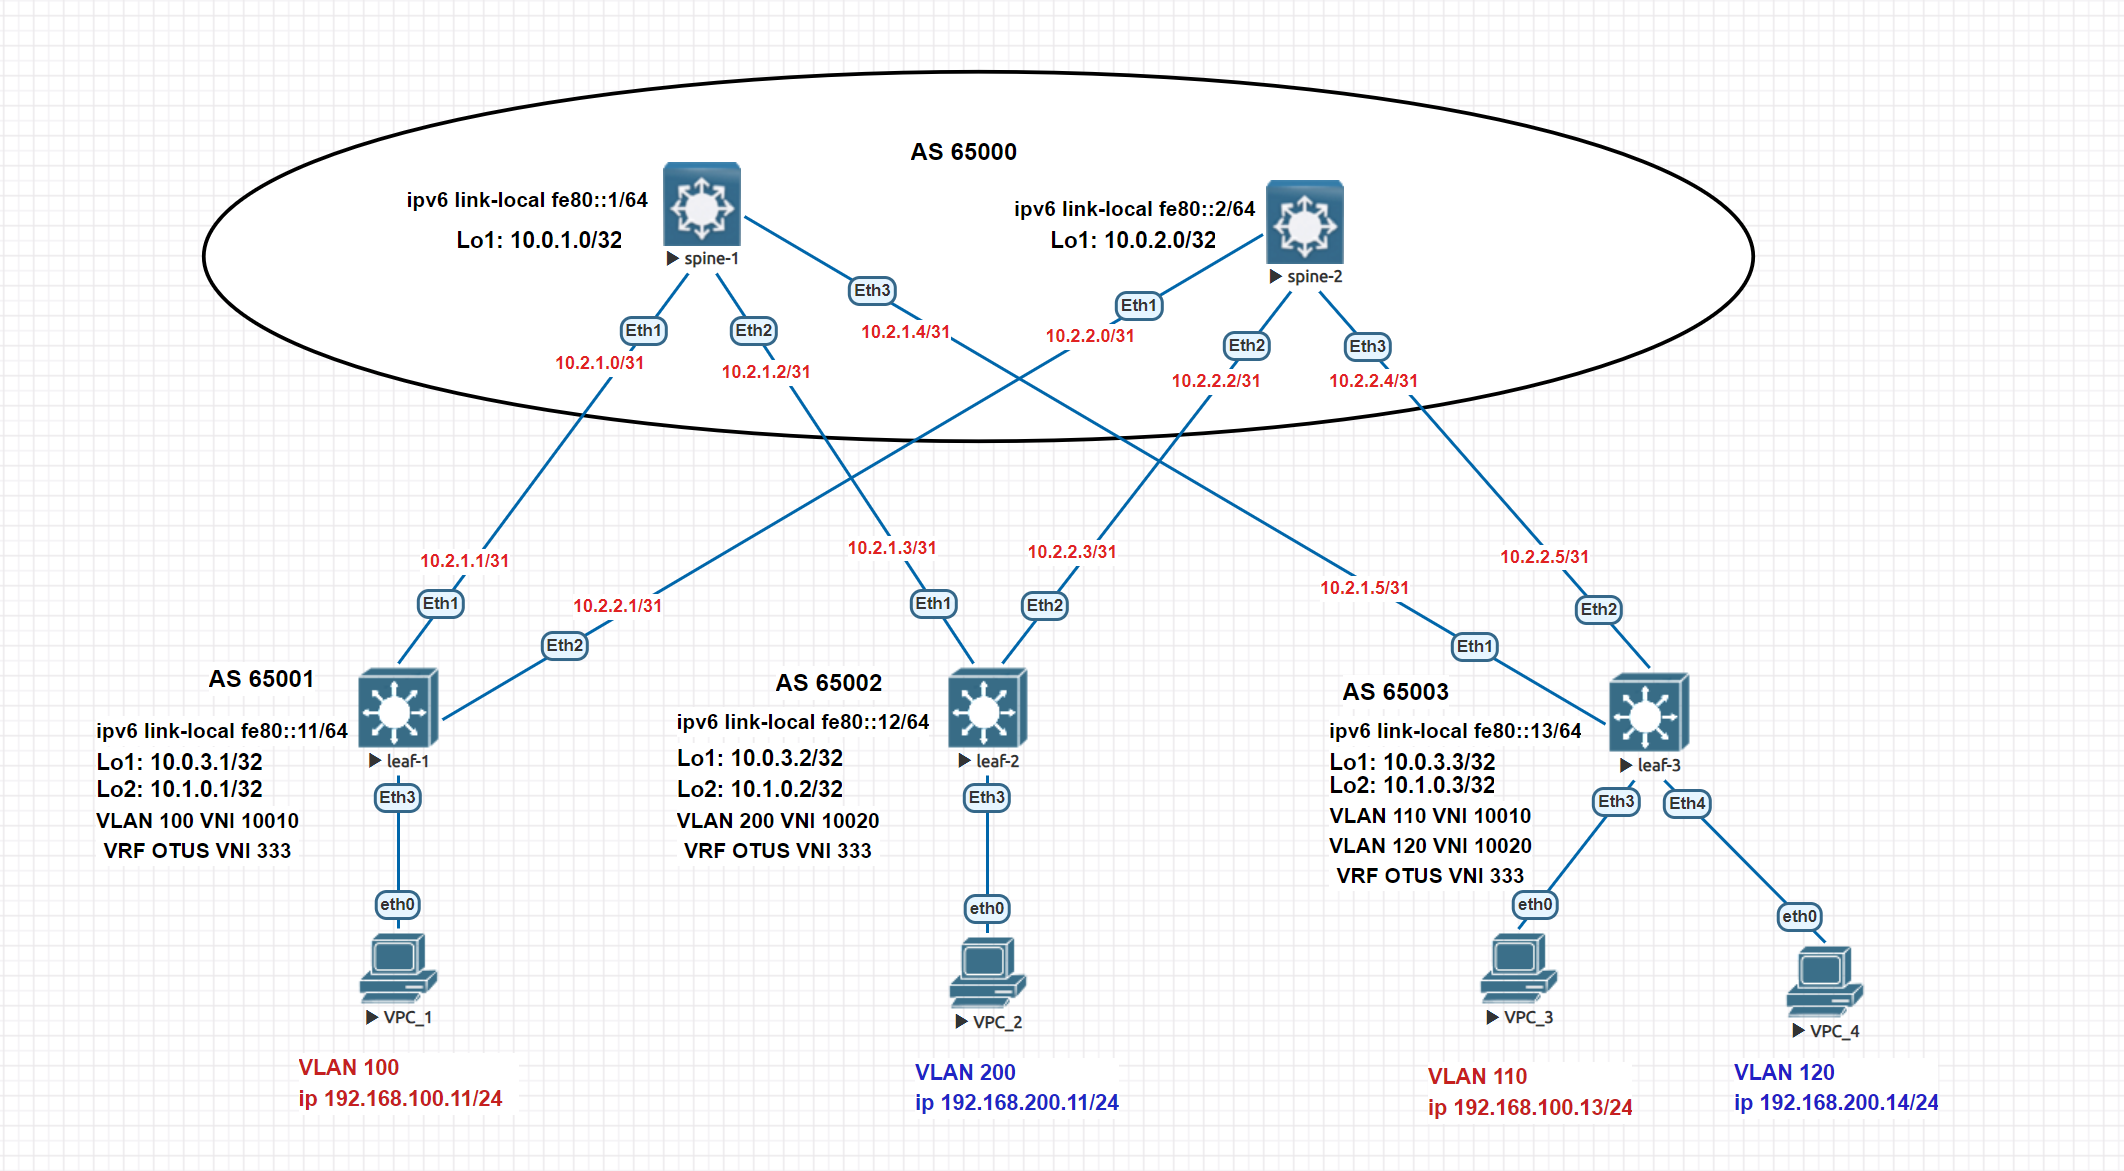 AS 65000
ipv6 link-local fe80::1/64
Lo1: 10.0.1.0/32
spine-1
ipv6 link-local fe80::2/64
Lo1: 10.0.2.0/32
spine-2
Eth3
10.2.1.4/31
Eth1
10.2.2.0/31
Eth1
10.2.1.0/31
Eth2
10.2.1.2/31
Eth2
10.2.2.2/31
Eth3
10.2.2.4/31
10.2.1.1/31
Eth1
10.2.2.1/31
Eth2
10.2.1.3/31
Eth1
10.2.2.3/31
Eth2
10.2.1.5/31
Eth1
10.2.2.5/31
Eth2
AS 65001
ipv6 link-local fe80::11/64
Lo1: 10.0.3.1/32
Lo2: 10.1.0.1/32
VLAN 100 VNI 10010
VRF OTUS VNI 333
leaf-1
Eth3
eth0
VPC_1
VLAN 100
ip 192.168.100.11/24
AS 65002
ipv6 link-local fe80::12/64
Lo1: 10.0.3.2/32
Lo2: 10.1.0.2/32
VLAN 200 VNI 10020
VRF OTUS VNI 333
leaf-2
Eth3
eth0
VPC_2
VLAN 200
ip 192.168.200.11/24
AS 65003
ipv6 link-local fe80::13/64
Lo1: 10.0.3.3/32
Lo2: 10.1.0.3/32
VLAN 110 VNI 10010
VLAN 120 VNI 10020
VRF OTUS VNI 333
leaf-3
Eth3
Eth4
eth0
eth0
VPC_3
VPC_4
VLAN 110
ip 192.168.100.13/24
VLAN 120
ip 192.168.200.14/24